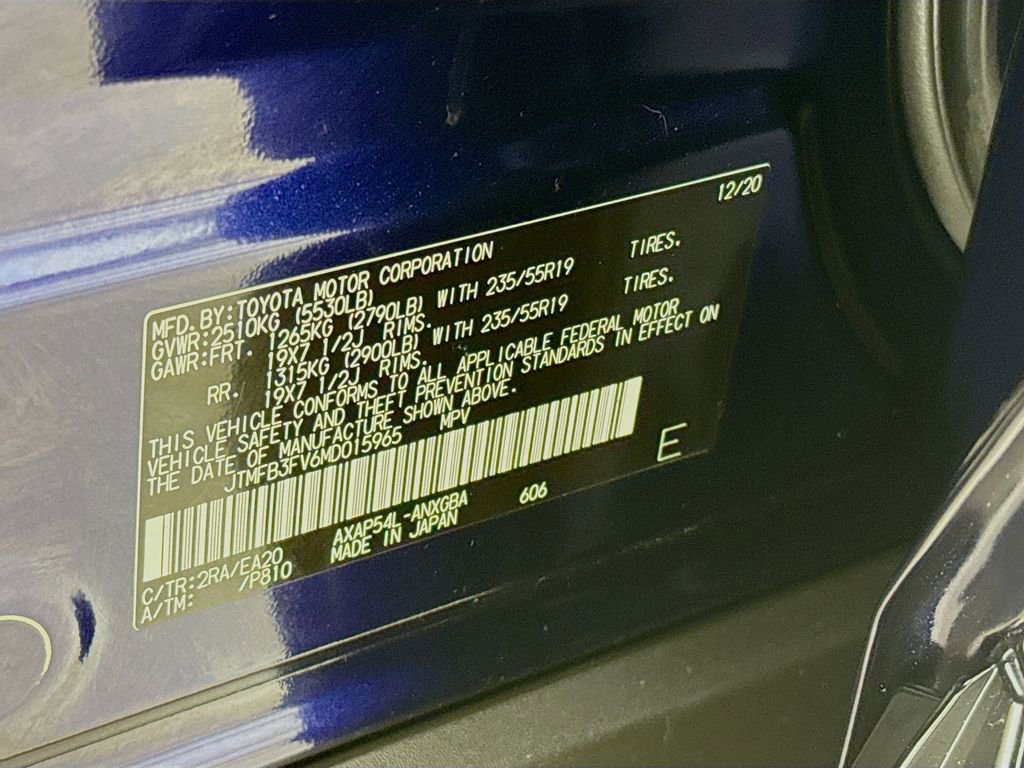 12/20
MFD. BY: TOYOTA MOTOR CORPORATION
GVWR: 2510KG (5530LB)
GAWR: FRT. 1265KG (2790LB) WITH 235/55R19 TIRES.
19X7 1/2J RIMS.
RR. 1315KG (2900LB) WITH 235/55R19 TIRES.
19X7 1/2J RIMS.
THIS VEHICLE CONFORMS TO ALL APPLICABLE FEDERAL MOTOR
VEHICLE SAFETY AND THEFT PREVENTION STANDARDS IN EFFECT ON
THE DATE OF MANUFACTURE SHOWN ABOVE.
JTMFB3FV6MD015965 MPV
E
C/TR: 2RA/EA20 AXAP54L-ANXGBA 606
A/TM: /P810 MADE IN JAPAN